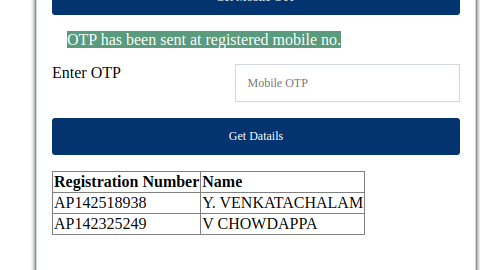 OTP has been sent at registered mobile no.
Enter OTP
Mobile OTP
Get Datails
Registration Number Name
AP142518938 Y. VENKATACHALAM
AP142325249 V CHOWDAPPA